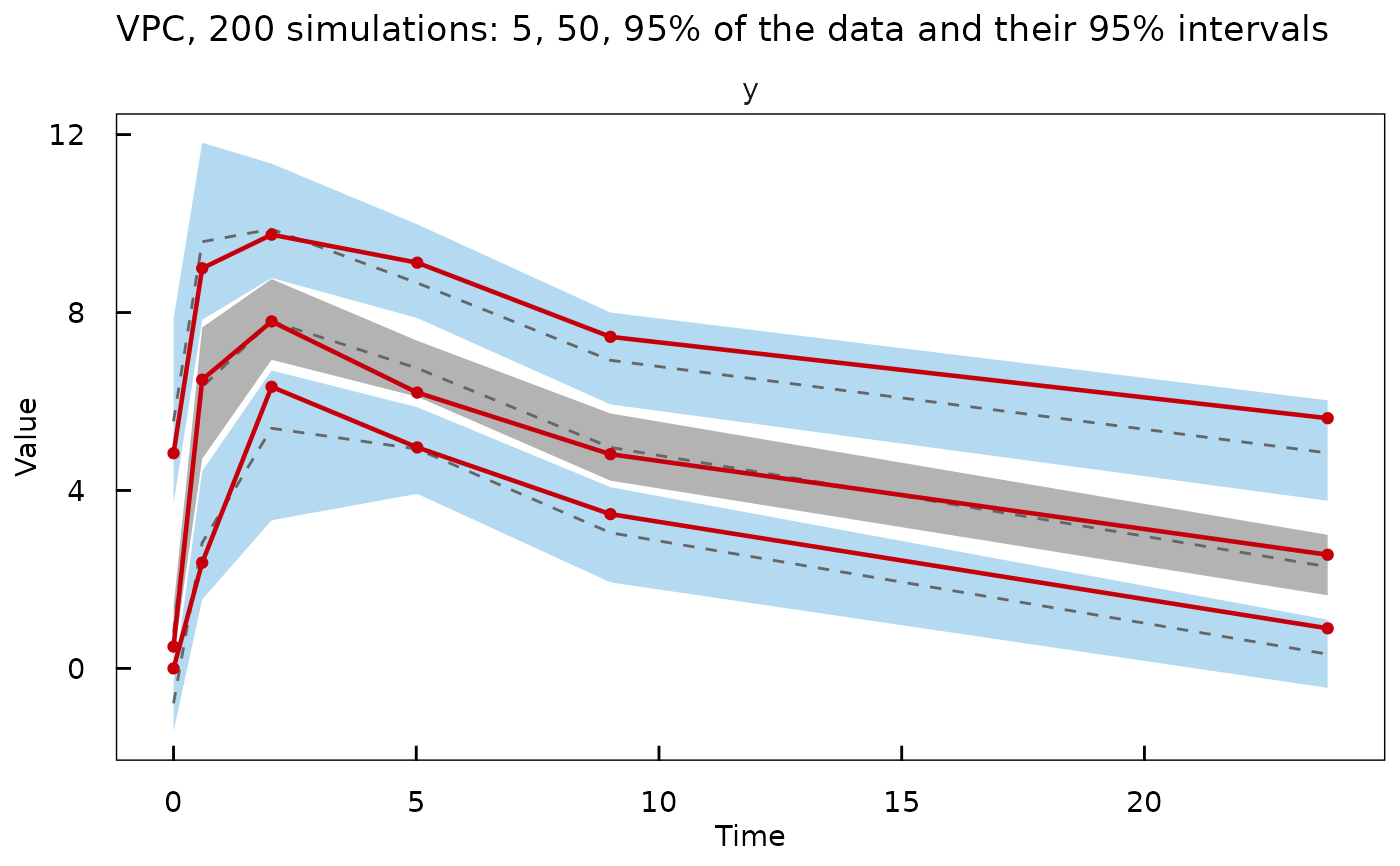 VPC, 200 simulations: 5, 50, 95% of the data and their 95% intervals
y
12
8
4
0
Value
0 5 10 15 20
Time